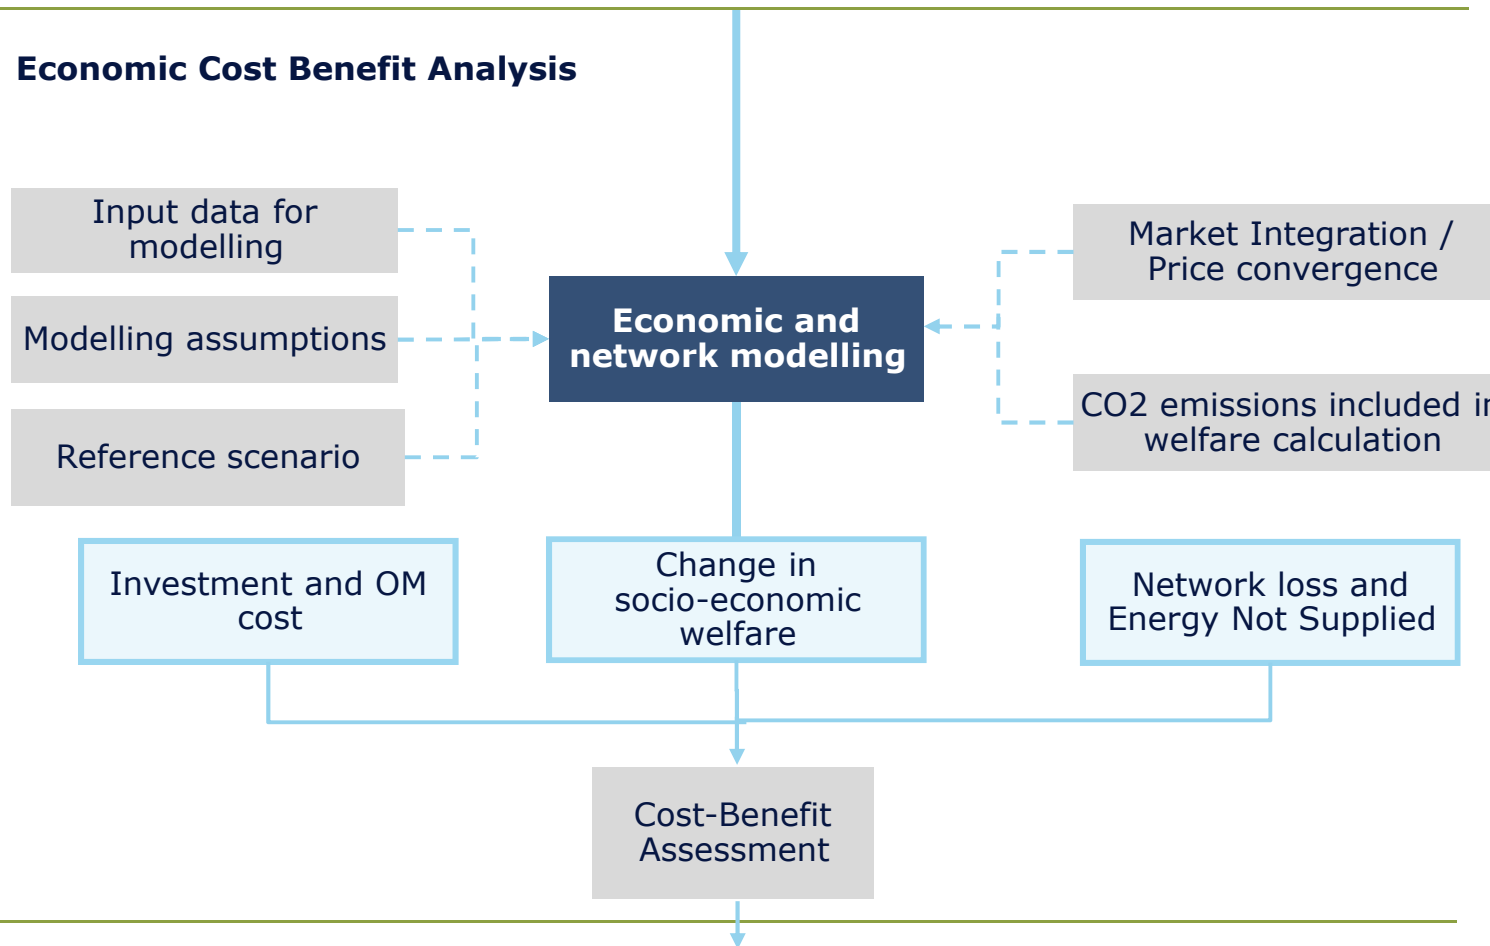 Economic Cost Benefit Analysis
Input data for
modelling
Modelling assumptions
Reference scenario
Economic and
network modelling
Market Integration /
Price convergence
CO2 emissions included in
welfare calculation
Investment and OM
cost
Change in
socio-economic
welfare
Network loss and
Energy Not Supplied
Cost-Benefit
Assessment